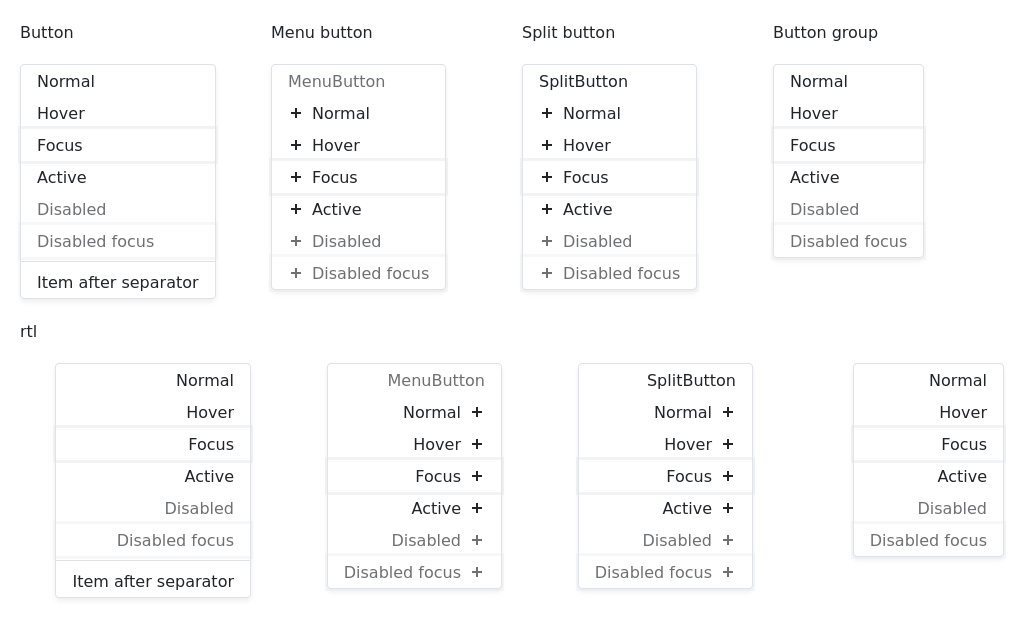 Button
Normal
Hover
Focus
Active
Disabled
Disabled focus
Item after separator
Menu button
MenuButton
Normal
Hover
Focus
Active
Disabled
Disabled focus
Split button
SplitButton
Normal
Hover
Focus
Active
Disabled
Disabled focus
Button group
Normal
Hover
Focus
Active
Disabled
Disabled focus
rtl
Normal
Hover
Focus
Active
Disabled
Disabled focus
Item after separator
MenuButton
Normal
Hover
Focus
Active
Disabled
Disabled focus
SplitButton
Normal
Hover
Focus
Active
Disabled
Disabled focus
Normal
Hover
Focus
Active
Disabled
Disabled focus